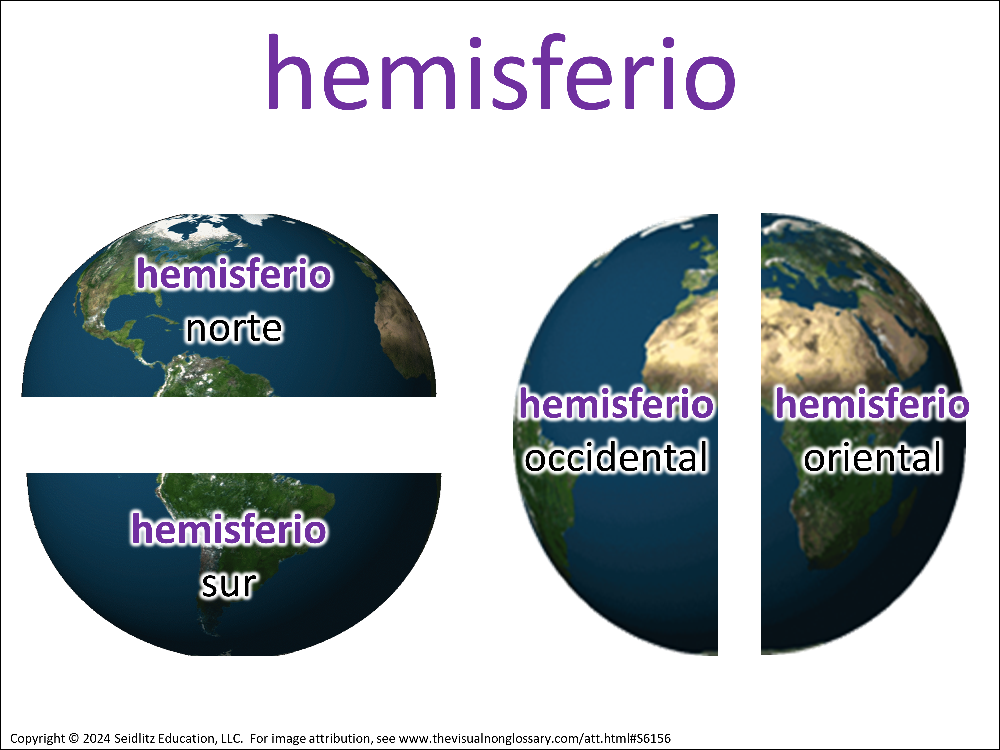 hemisferio
hemisferio
norte
hemisferio
sur
hemisferio
occidental
hemisferio
oriental
Copyright © 2024 Seidlitz Education, LLC.  For image attribution, see www.thevisualnonglossary.com/att.html#S6156